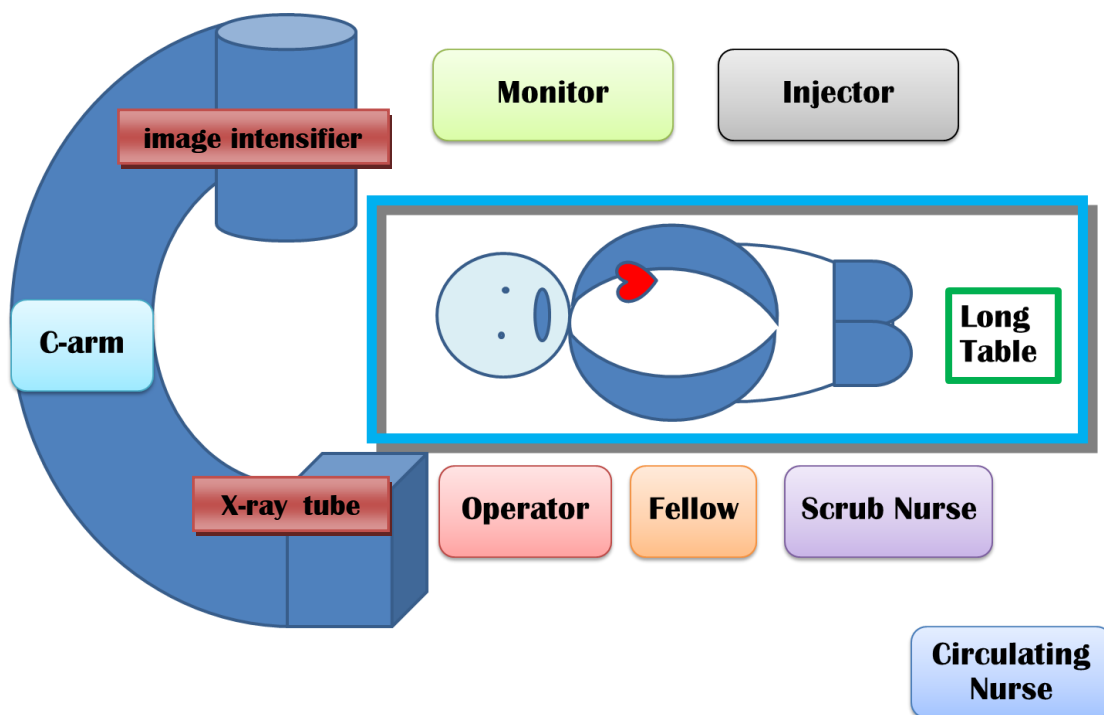 Monitor
Injector
image intensifier
C-arm
Long
Table
X-ray tube
Operator
Fellow
Scrub Nurse
Circulating
Nurse